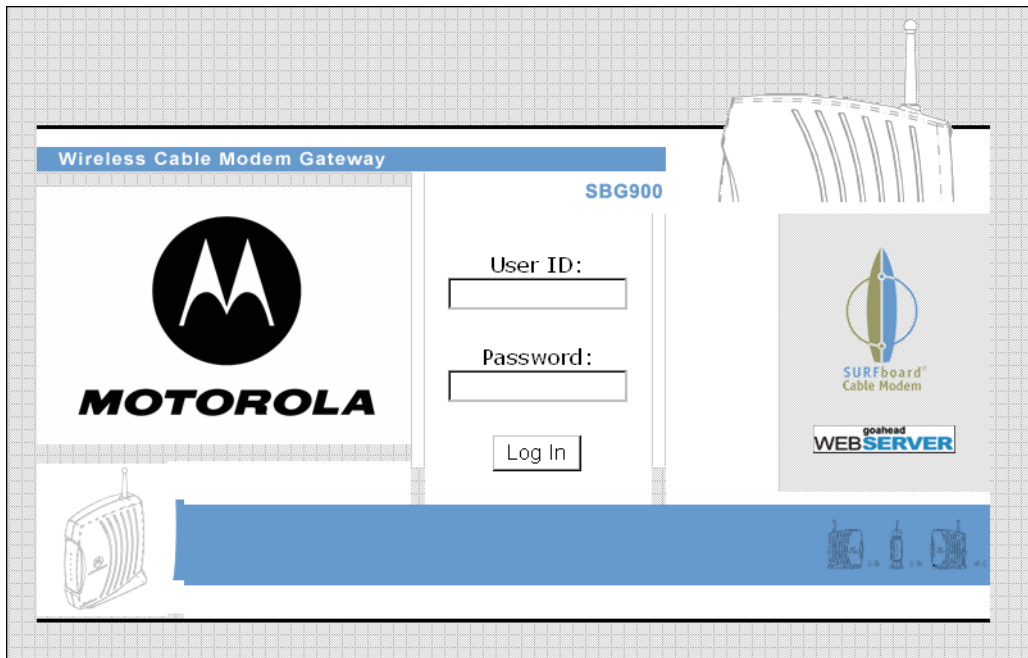 Wireless Cable Modem Gateway
SBG900
MOTOROLA
User ID:
Password:
Log In
SURFboard®
Cable Modem
goahead
WEBSERVER